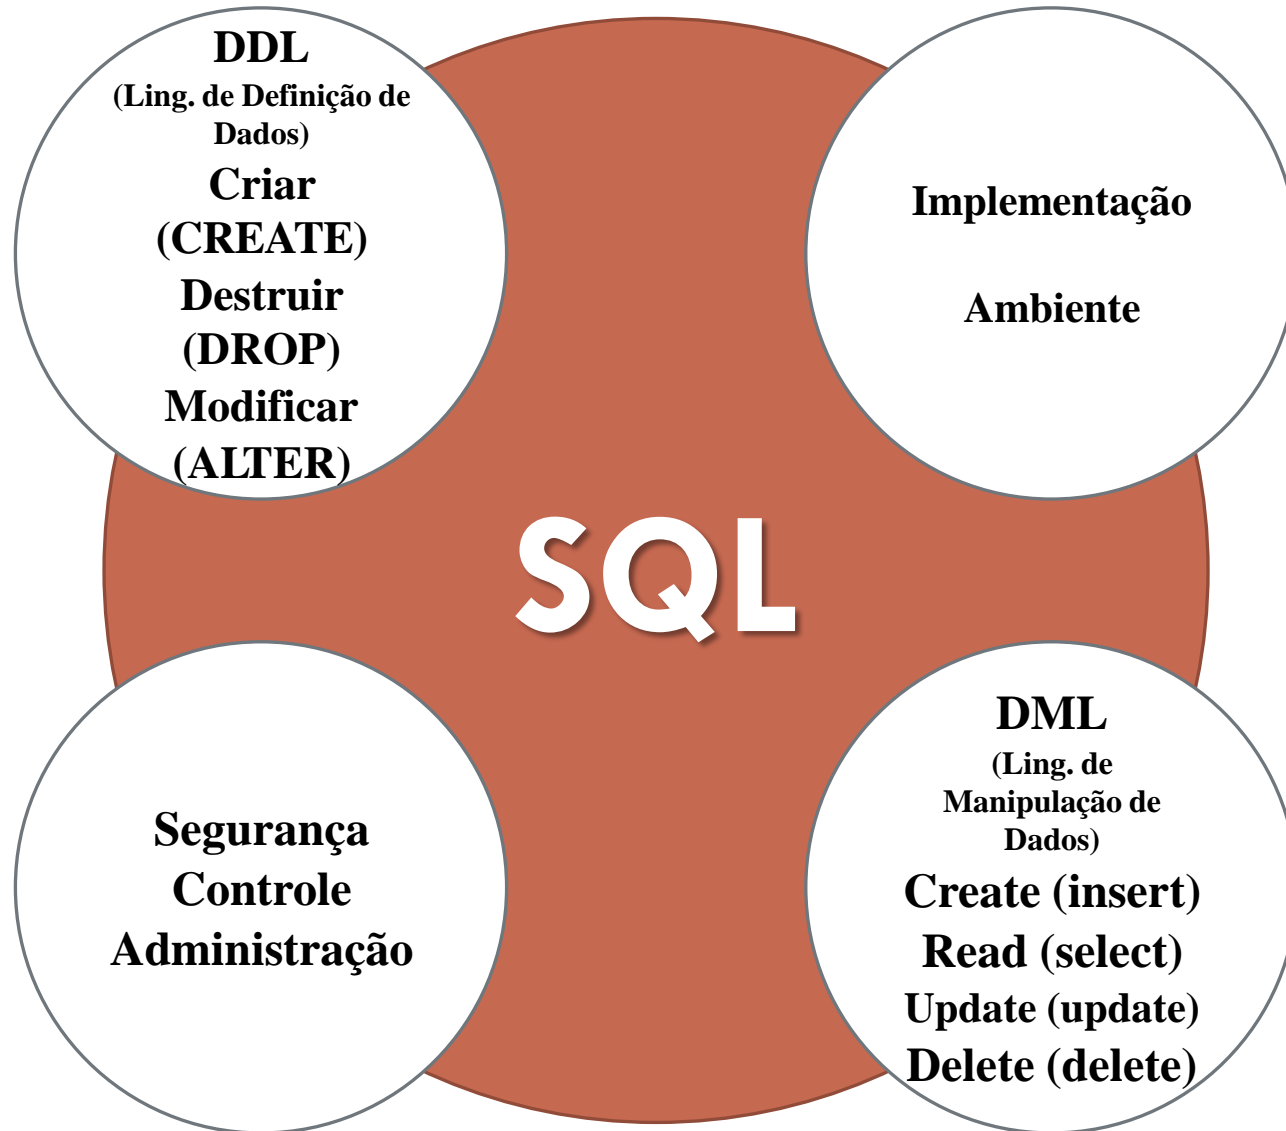 DDL
(Ling. de Definição de
Dados)
Criar
(CREATE)
Destruir
(DROP)
Modificar
(ALTER)
Implementação
Ambiente
SQL
Segurança
Controle
Administração
DML
(Ling. de
Manipulação de
Dados)
Create (insert)
Read (select)
Update (update)
Delete (delete)